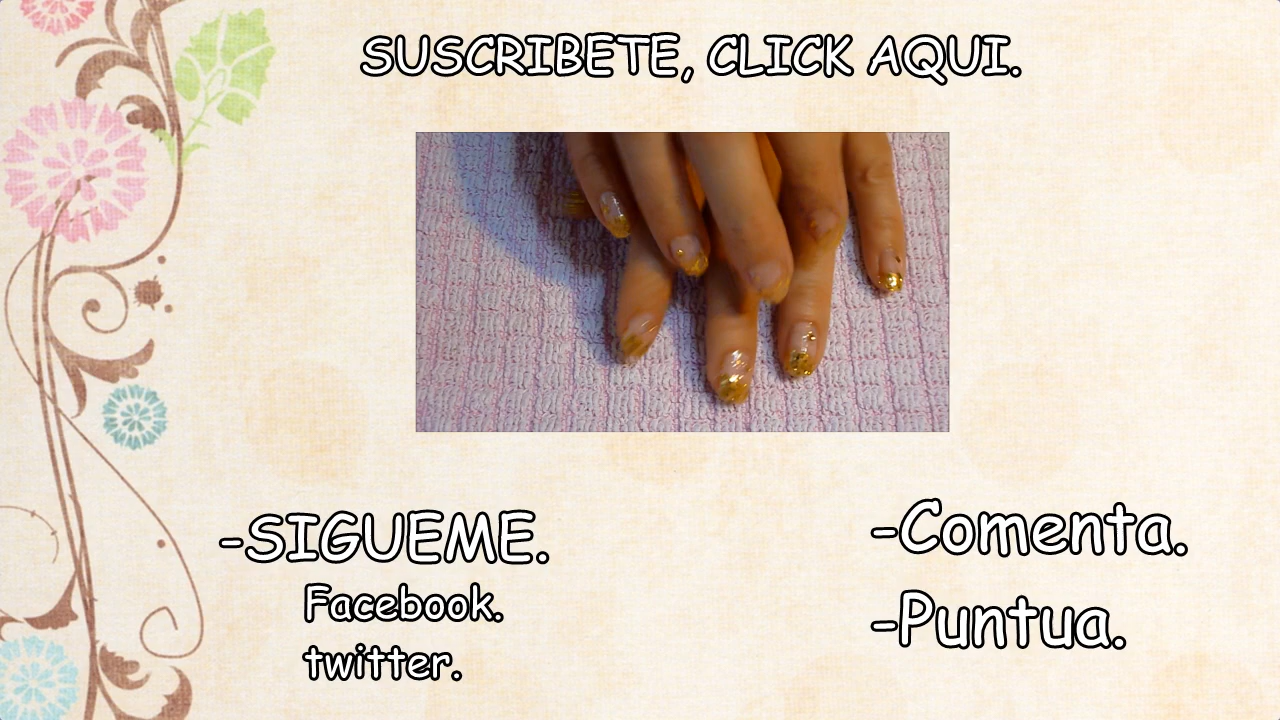 SUSCRIBETE, CLICK AQUI.
-SIGUEME.
Facebook.
twitter.
-Comenta.
-Puntua.